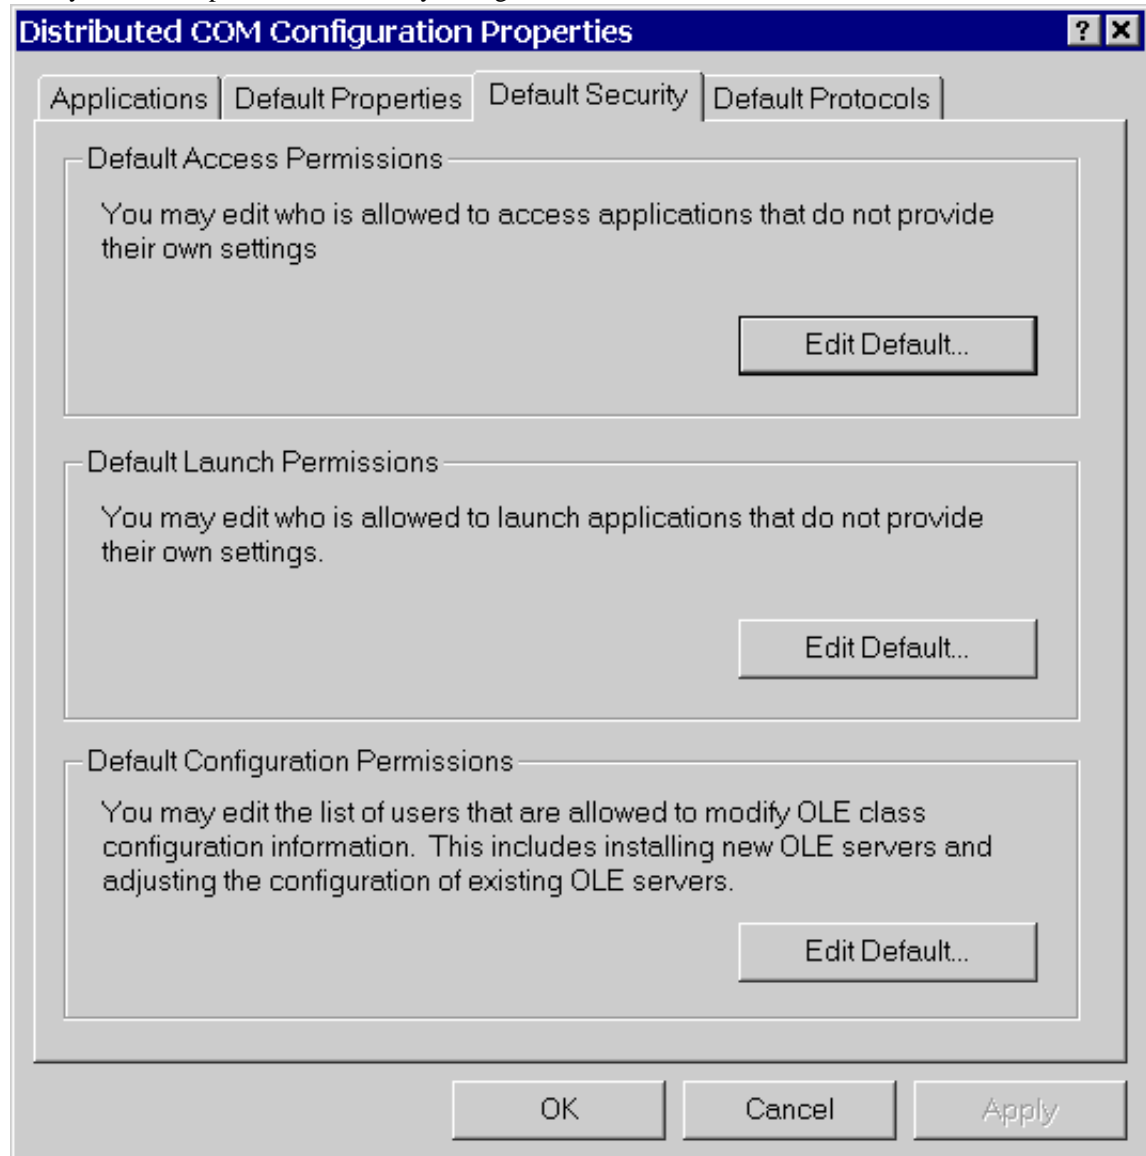 Distributed COM Configuration Properties
Applications
Default Properties
Default Security
Default Protocols
Default Access Permissions
You may edit who is allowed to access applications that do not provide
their own settings
Edit Default...
Default Launch Permissions
You may edit who is allowed to launch applications that do not provide
their own settings.
Edit Default...
Default Configuration Permissions
You may edit the list of users that are allowed to modify OLE class
configuration information.  This includes installing new OLE servers and
adjusting the configuration of existing OLE servers.
Edit Default...
OK
Cancel
Apply